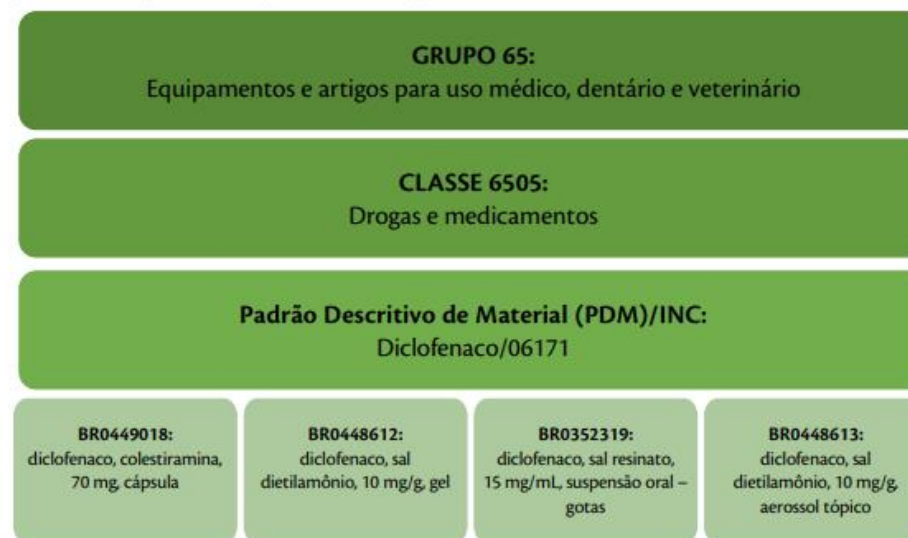 GRUPO 65:
Equipamentos e artigos para uso médico, dentário e veterinário
CLASSE 6505:
Drogas e medicamentos
Padrão Descritivo de Material (PDM)/INC:
Diclofenaco/06171
BR0449018:
diclofenaco, colestiramina,
70 mg, cápsula
BR0448612:
diclofenaco, sal
dietilamônio, 10 mg/g, gel
BR0352319:
diclofenaco, sal resinato,
15 mg/mL, suspensão oral –
gotas
BR0448613:
diclofenaco, sal
dietilamônio, 10 mg/g,
aerossol tópico